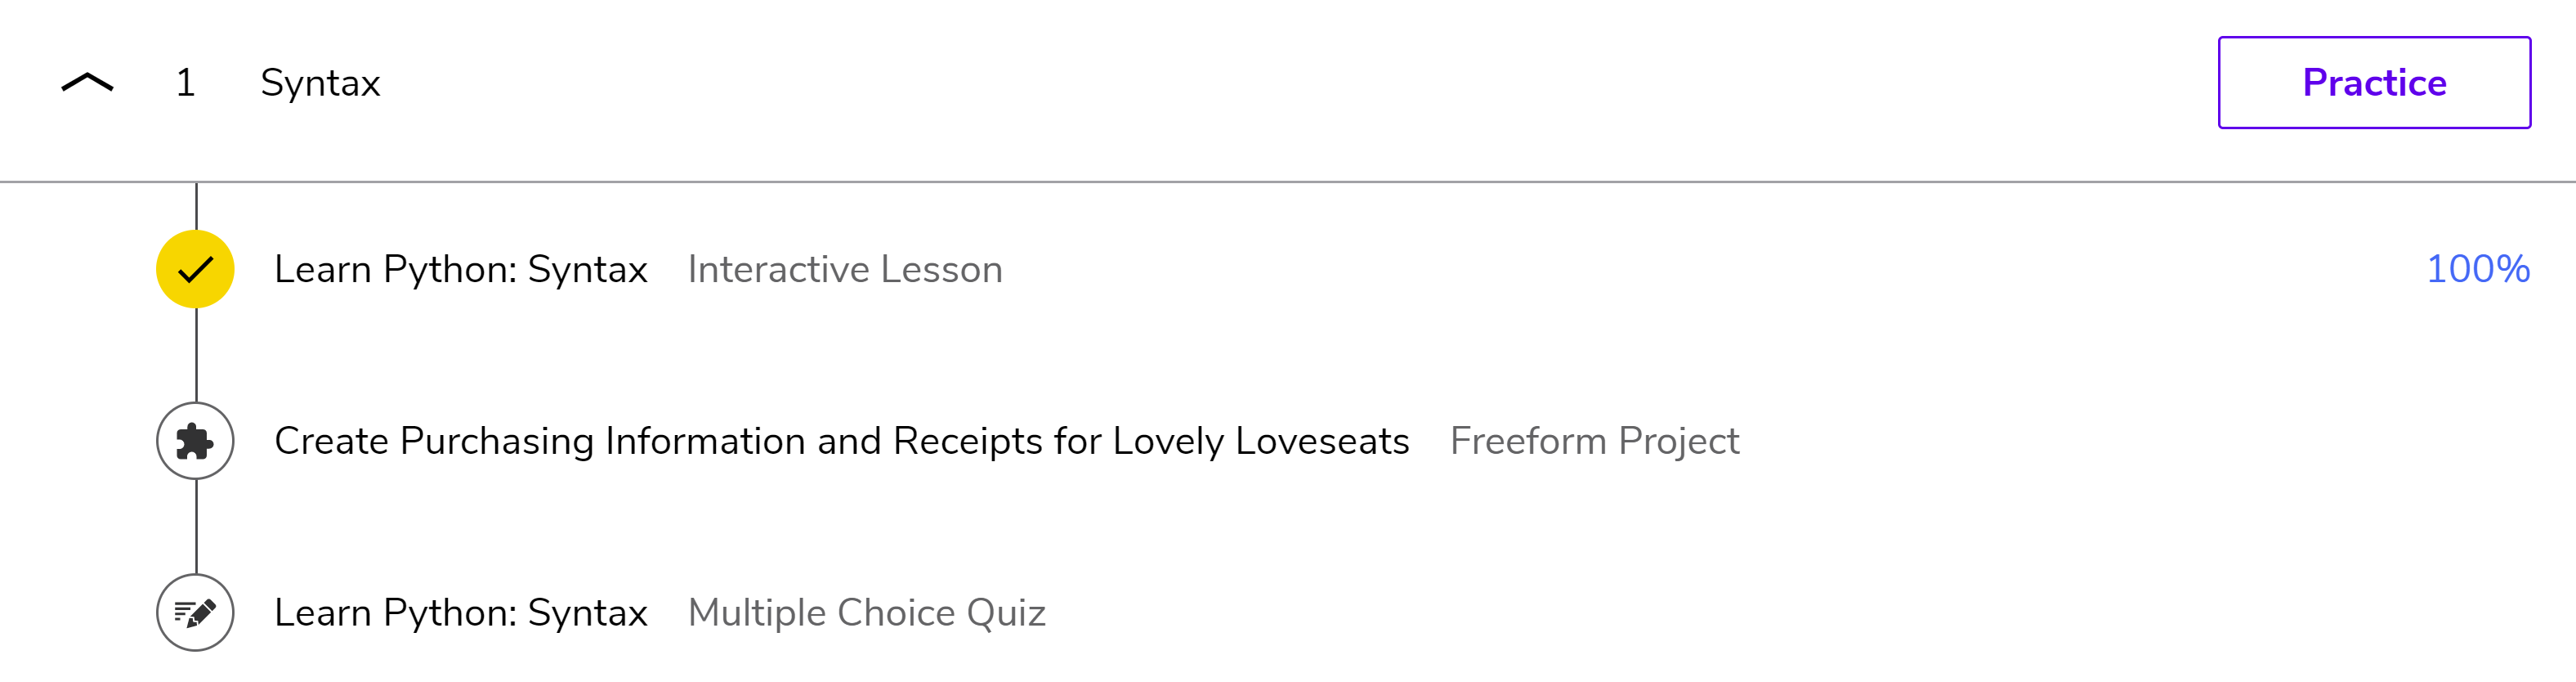 1 Syntax Practice
Learn Python: Syntax Interactive Lesson 100%
Create Purchasing Information and Receipts for Lovely Loveseats Freeform Project
Learn Python: Syntax Multiple Choice Quiz